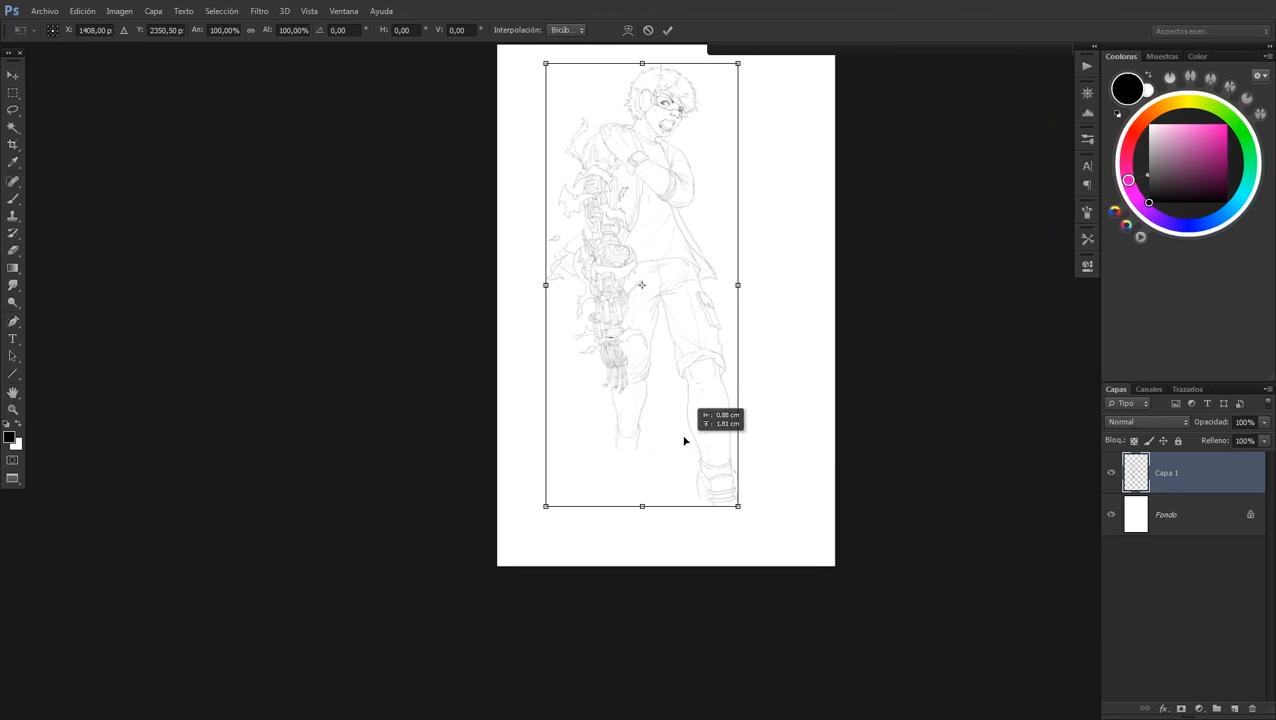 Ps Archivo Edición Imagen Capa Texto Selección Filtro 3D Vista Ventana Ayuda
X: 1408,00 p Y: 2350,50 p An: 100,00% Al: 100,00% 0,00 ° H: 0,00 ° V: 0,00 ° Interpolación: Bicúb... Aspectos esen.
Colorus Muestras Color
0,88 cm
1,81 cm
Capas Canales Trazados
Tipo
Normal Opacidad: 100%
Bloq.: Relleno: 100%
Capa 1
Fondo